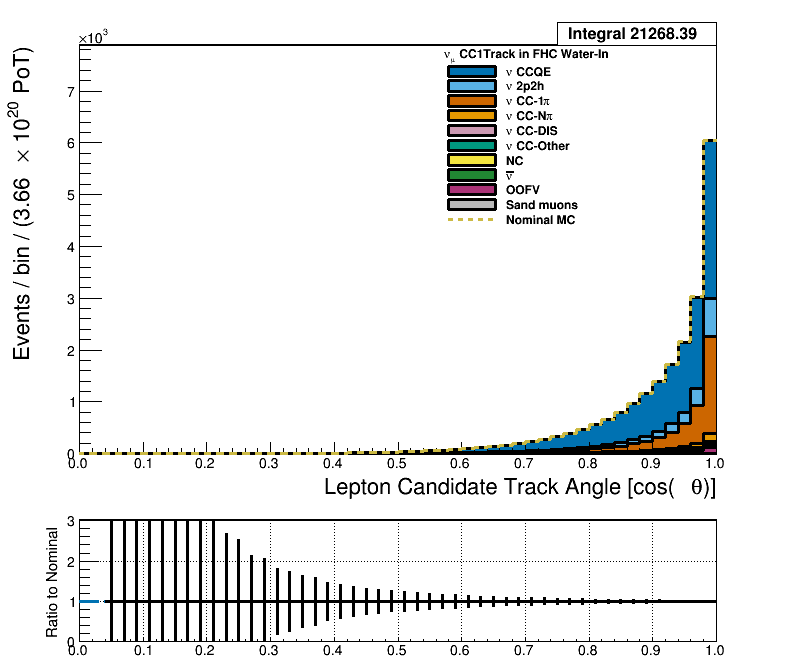 Integral 21268.39
×10³
ν_μ CC1Track in FHC Water-In
ν CCQE
ν 2p2h
ν CC-1π
ν CC-Nπ
ν CC-DIS
ν CC-Other
NC
ν̅
OOFV
Sand muons
Nominal MC
Events / bin / (3.66 × 10²⁰ PoT)
7
6
5
4
3
2
1
0
0.0 0.1 0.2 0.3 0.4 0.5 0.6 0.7 0.8 0.9 1.0
Lepton Candidate Track Angle [cos( θ)]
Ratio to Nominal
3
2
1
0
0.0 0.1 0.2 0.3 0.4 0.5 0.6 0.7 0.8 0.9 1.0